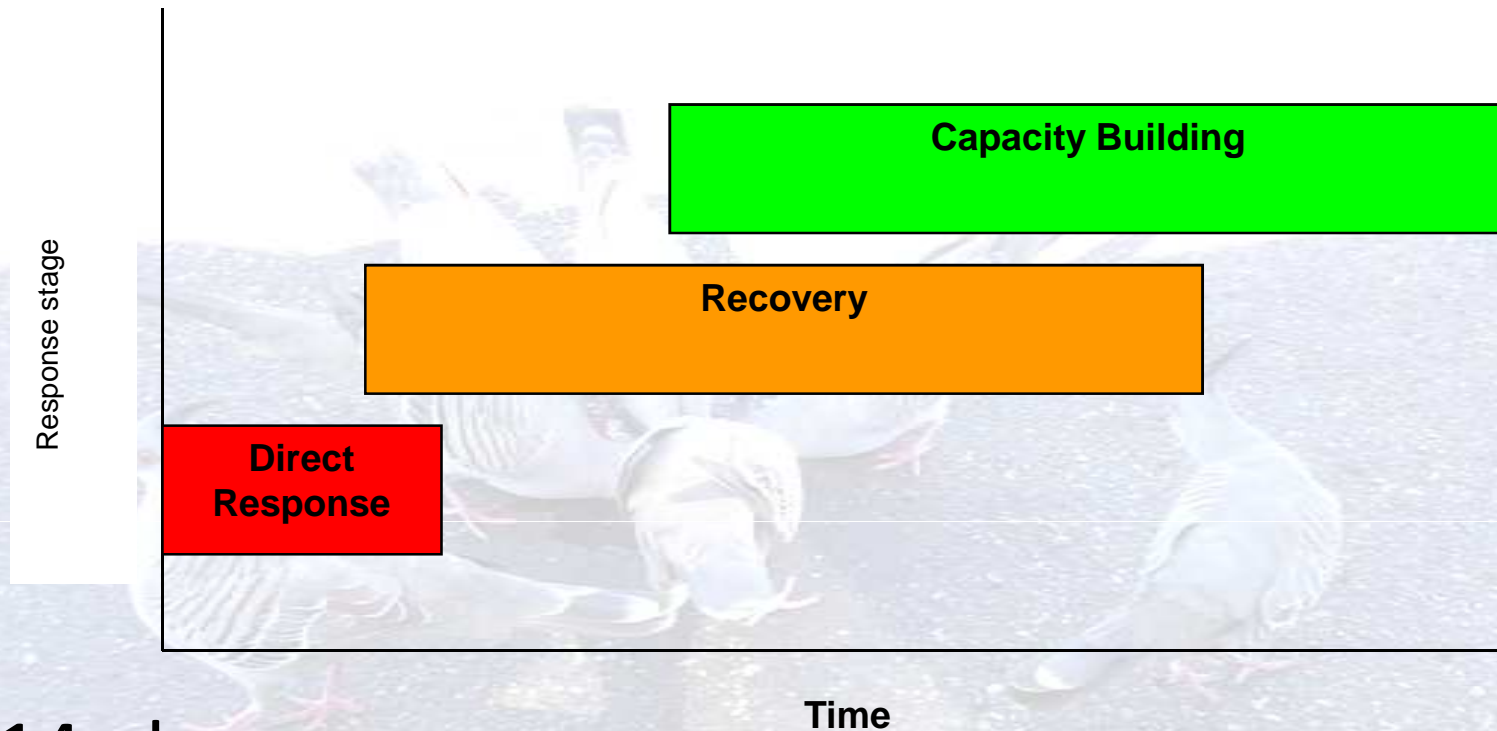 Capacity Building
Recovery
Response stage
Direct
Response
Time